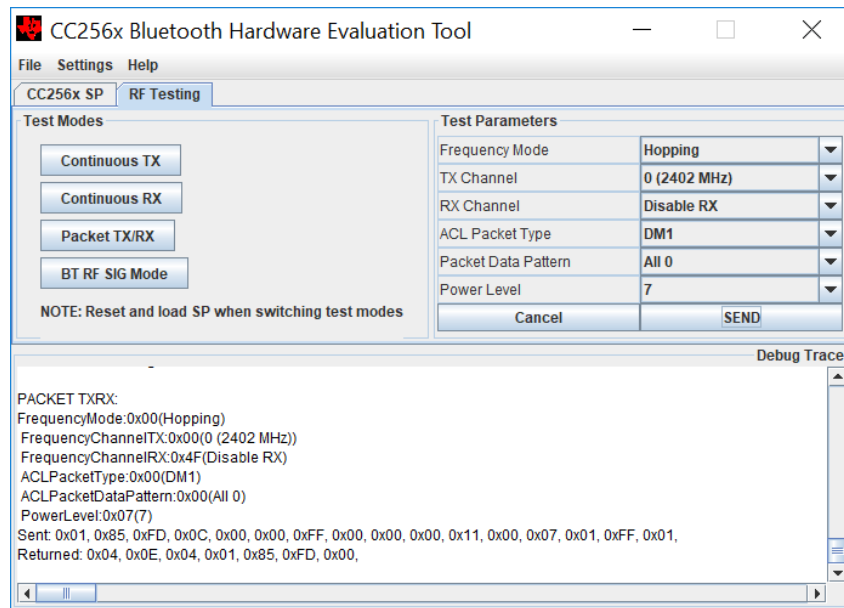 CC256x Bluetooth Hardware Evaluation Tool
File Settings Help
CC256x SP RF Testing
Test Modes
Continuous TX
Continuous RX
Packet TX/RX
BT RF SIG Mode
NOTE: Reset and load SP when switching test modes
Test Parameters
Frequency Mode Hopping
TX Channel 0 (2402 MHz)
RX Channel Disable RX
ACL Packet Type DM1
Packet Data Pattern All 0
Power Level 7
Cancel SEND
Debug Trace
PACKET TXRX:
FrequencyMode:0x00(Hopping)
FrequencyChannelTX:0x00(0 (2402 MHz))
FrequencyChannelRX:0x4F(Disable RX)
ACLPacketType:0x00(DM1)
ACLPacketDataPattern:0x00(All 0)
PowerLevel:0x07(7)
Sent: 0x01, 0x85, 0xFD, 0x0C, 0x00, 0x00, 0xFF, 0x00, 0x00, 0x00, 0x11, 0x00, 0x07, 0x01, 0xFF, 0x01,
Returned: 0x04, 0x0E, 0x04, 0x01, 0x85, 0xFD, 0x00,